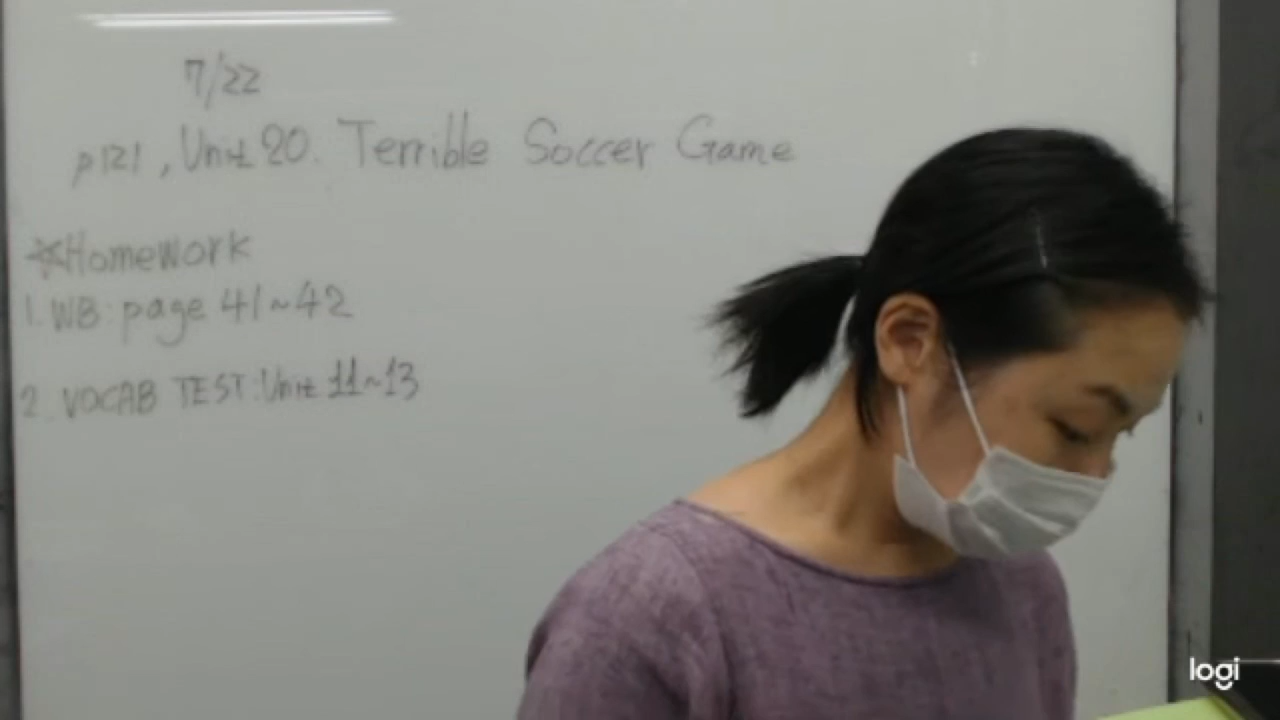 7/22
p121, Unit 20. Terrible Soccer Game
☆Homework
1. WB: page 41~42
2. VOCAB TEST: Unit 11~13
logi